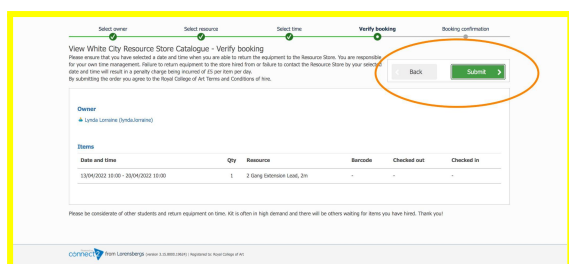 Select owner Select resource Select time Verify booking Booking confirmation
View White City Resource Store Catalogue - Verify booking
Please ensure that you have selected a date and time when you are able to return the equipment to the Resource Store. You are responsible
for your own time management. Failure to return equipment to the store hired from or failure to contact the Resource Store by your selected
date and time will result in a penalty charge being incurred of £5 per item per day.
By submitting the order you agree to the Royal College of Art Terms and Conditions of hire.
Back Submit
Owner
Lynda Lorraine (lynda.lorraine)
Items
Date and time Qty Resource Barcode Checked out Checked in
13/04/2022 10:00 - 20/04/2022 10:00 1 2 Gang Extension Lead, 2m - - -
Please be considerate of other students and return equipment on time. Kit is often in high demand and there will be others waiting for items you have hired. Thank you!
connect2 from Lorensbergs Registered to: Royal College of Art